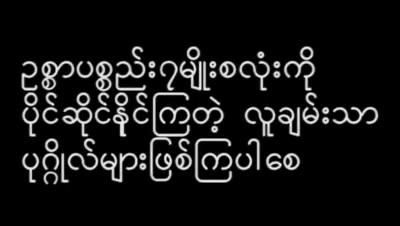 ဥစ္စာပစ္စည်း၇မျိုးစလုံးကို
ပိုင်ဆိုင်နိုင်ကြတဲ့ လူချမ်းသာ
ပုဂ္ဂိုလ်များဖြစ်ကြပါစေ